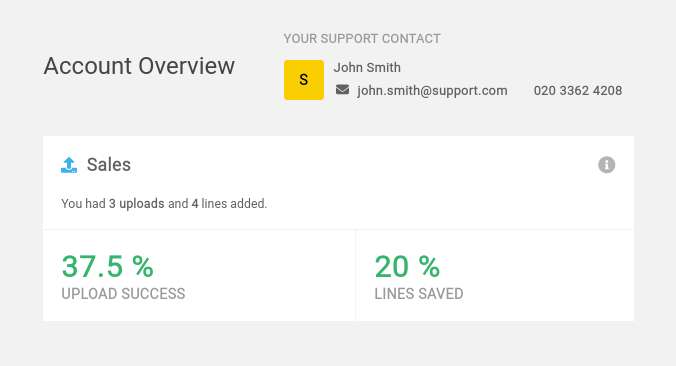 Account Overview
YOUR SUPPORT CONTACT
S
John Smith
john.smith@support.com 020 3362 4208
Sales
You had 3 uploads and 4 lines added.
37.5 %
UPLOAD SUCCESS
20 %
LINES SAVED